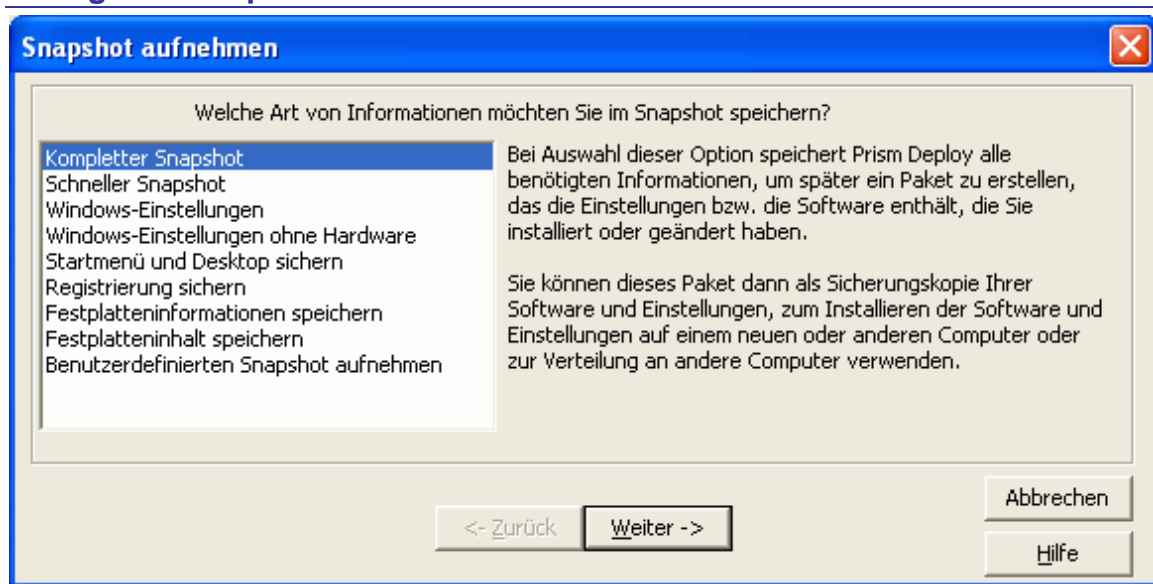 Snapshot aufnehmen
Welche Art von Informationen möchten Sie im Snapshot speichern?
Kompletter Snapshot
Schneller Snapshot
Windows-Einstellungen
Windows-Einstellungen ohne Hardware
Startmenü und Desktop sichern
Registrierung sichern
Festplatteninformationen speichern
Festplatteninhalt speichern
Benutzerdefinierten Snapshot aufnehmen
Bei Auswahl dieser Option speichert Prism Deploy alle
benötigten Informationen, um später ein Paket zu erstellen,
das die Einstellungen bzw. die Software enthält, die Sie
installiert oder geändert haben.
Sie können dieses Paket dann als Sicherungskopie Ihrer
Software und Einstellungen, zum Installieren der Software und
Einstellungen auf einem neuen oder anderen Computer oder
zur Verteilung an andere Computer verwenden.
Abbrechen
<- Zurück
Weiter ->
Hilfe